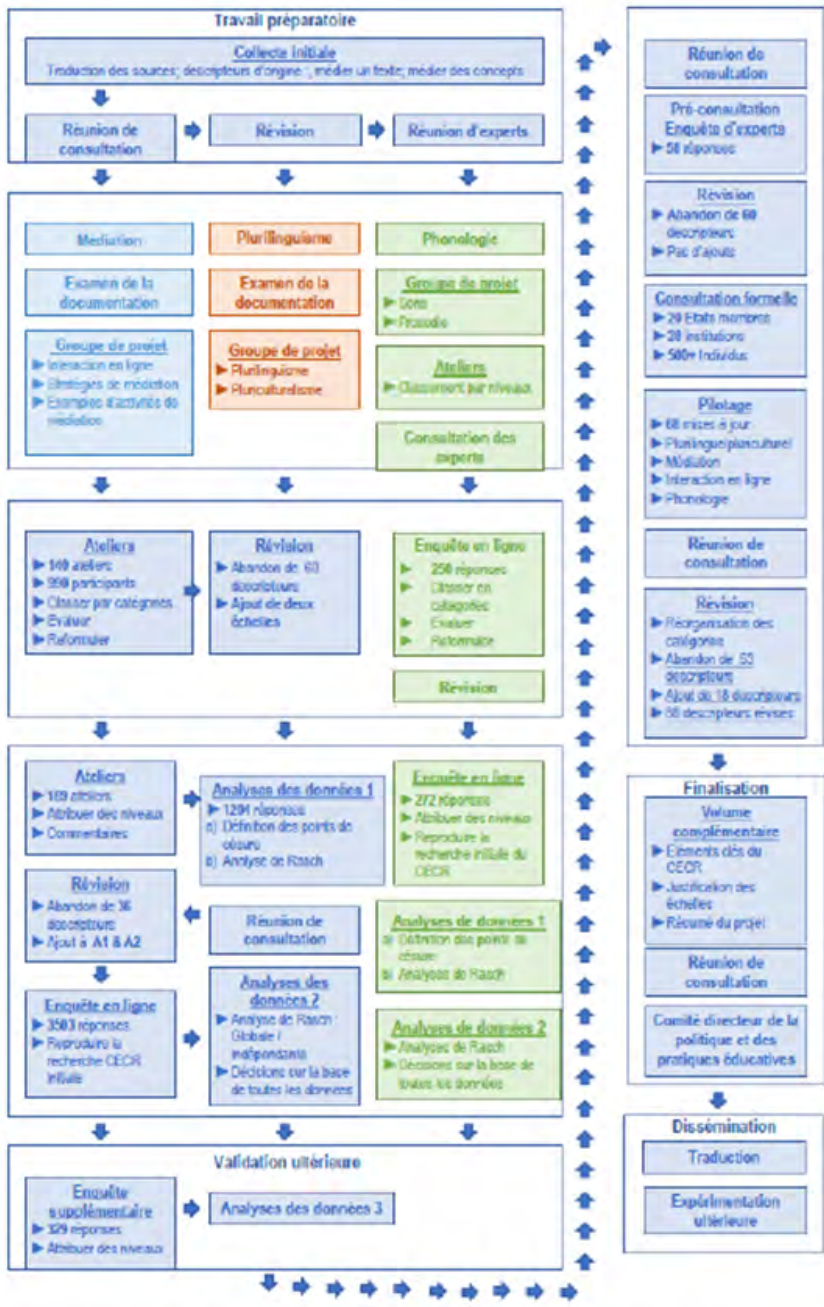 Travail préparatoire
Collecte initiale
Traduction des sources; descripteurs d'origine : médier un texte; médier des concepts
Réunion de
consultation
Révision
Réunion d'experts
Médiation
Examen de la
documentation
Groupe de projet
Interaction en ligne
Stratégies de médiation
Exemples d'activités de
médiation
Plurilinguisme
Examen de la
documentation
Groupe de projet
Plurilinguisme
Pluriculturalisme
Phonologie
Groupe de projet
Sons
Prosodie
Ateliers
Classement par niveaux
Consultation des
experts
Ateliers
140 ateliers
990 participants
Classer par catégories
Evaluer
Reformuler
Révision
Abandon de 60
descripteurs
Ajout de deux
échelles
Enquête en ligne
250 réponses
Classer en
catégories
Evaluer
Reformuler
Révision
Ateliers
189 ateliers
Attribuer des niveaux
Commentaires
Analyses des données 1
1294 réponses
a) Définition des points de
césure
b) Analyse de Rasch
Enquête en ligne
272 réponses
Attribuer des niveaux
Reproduire la
recherche initiale du
CECR
Révision
Abandon de 36
descripteurs
Ajout à A1 & A2
Réunion de
consultation
Analyses de données 1
a) Définition des points de
césure
b) Analyses de Rasch
Enquête en ligne
3503 réponses
Reproduire la
recherche CECR
initiale
Analyses des
données 2
Analyse de Rasch :
Globale /
indépendants
Décisions sur la base
de toutes les données
Analyses de données 2
Analyses de Rasch
Décisions sur la base de
toutes les données
Validation ultérieure
Enquête
supplémentaire
329 réponses
Attribuer des niveaux
Analyses des données 3
Réunion de
consultation
Pré-consultation
Enquête d'experts
58 réponses
Révision
Abandon de 60
descripteurs
Pas d'ajouts
Consultation formelle
20 Etats membres
30 institutions
500+ Individus
Pilotage
68 mises à jour
Plurilingue/pluriculturel
Médiation
Interaction en ligne
Phonologie
Réunion de
consultation
Révision
Réorganisation des
catégories
Abandon de 53
descripteurs
Ajout de 18 descripteurs
descripteurs révisés
Finalisation
Volume
complémentaire
Eléments clés du
CECR
Justification des
échelles
Résumé du projet
Réunion de
consultation
Comité directeur de la
politique et des
pratiques éducatives
Dissémination
Traduction
Expérimentation
ultérieure